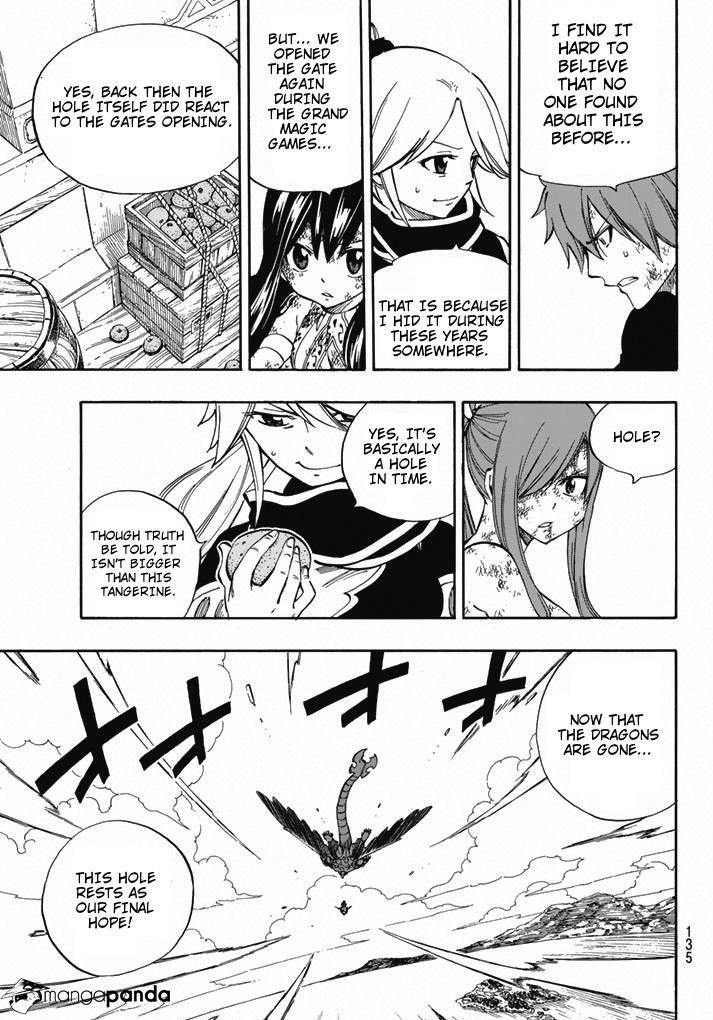 I FIND IT
HARD TO
BELIEVE
THAT NO
ONE FOUND
ABOUT THIS
BEFORE...
THAT IS BECAUSE
I HID IT DURING
THESE YEARS
SOMEWHERE.
BUT... WE
OPENED
THE GATE
AGAIN
DURING
THE GRAND
MAGIC
GAMES...
YES, BACK THEN THE
HOLE ITSELF DID REACT
TO THE GATES OPENING.
HOLE?
YES, IT'S
BASICALLY
A HOLE
IN TIME.
THOUGH TRUTH
BE TOLD, IT
ISN'T BIGGER
THAN THIS
TANGERINE.
NOW THAT
THE DRAGONS
ARE GONE...
THIS HOLE
RESTS AS
OUR FINAL
HOPE!
135
mangapanda